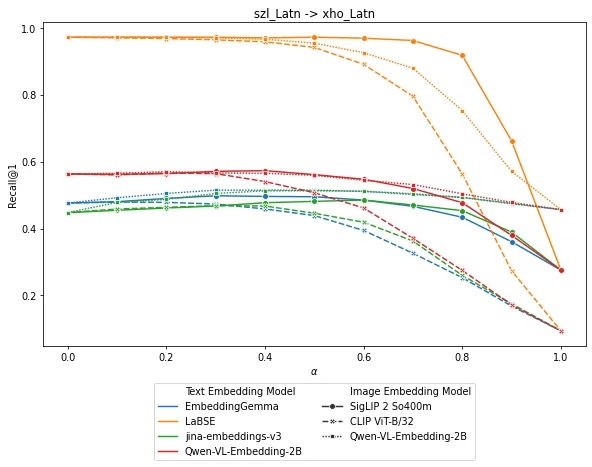 szl_Latn -> xho_Latn
1.0
0.8
0.6
0.4
0.2
Recall@1
0.0 0.2 0.4 0.6 0.8 1.0
α
Text Embedding Model Image Embedding Model
EmbeddingGemma SigLIP 2 So400m
LaBSE CLIP ViT-B/32
jina-embeddings-v3 Qwen-VL-Embedding-2B
Qwen-VL-Embedding-2B